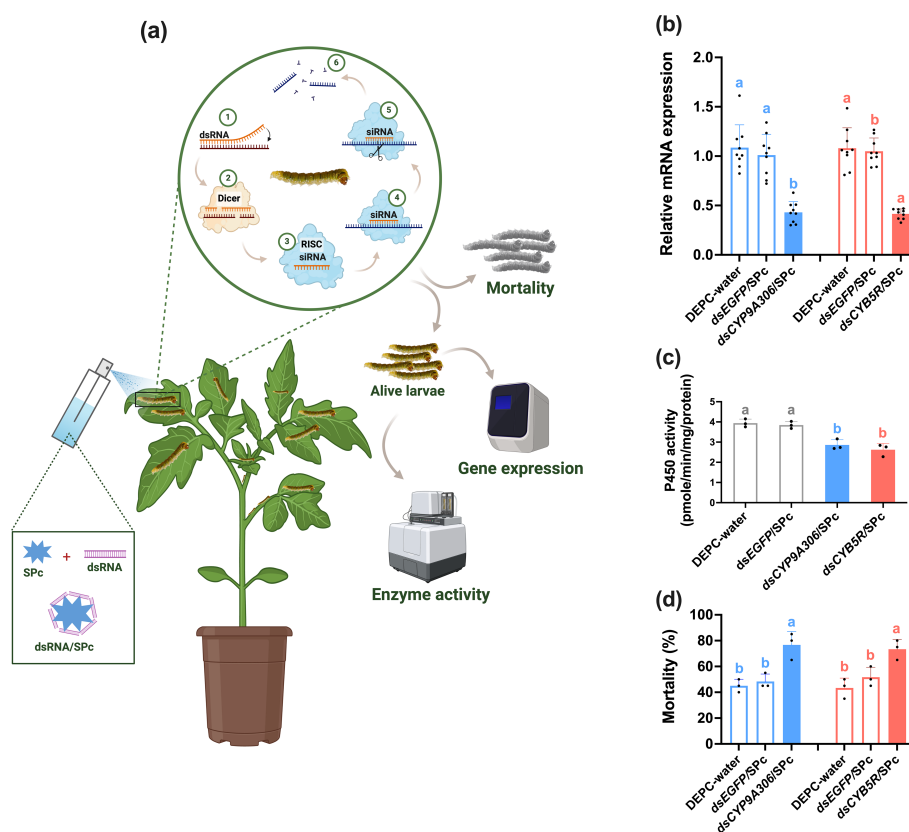 (a)
1
dsRNA
2
Dicer
3
RISC
siRNA
4
siRNA
5
siRNA
6
Mortality
Alive larvae
Gene expression
Enzyme activity
SPc
+
dsRNA
dsRNA/SPc
(b)
Relative mRNA expression
2.0
1.5
1.0
0.5
0.0
a
a
b
a
b
a
DEPC-water
dsEGFP/SPc
dsCYP9A306/SPc
DEPC-water
dsEGFP/SPc
dsCYB5R/SPc
(c)
P450 activity
(pmole/min/mg/protein)
5
4
3
2
1
0
a
a
b
b
DEPC-water
dsEGFP/SPc
dsCYP9A306/SPc
dsCYB5R/SPc
(d)
Mortality (%)
100
80
60
40
20
0
b
b
a
b
b
a
DEPC-water
dsEGFP/SPc
dsCYP9A306/SPc
DEPC-water
dsEGFP/SPc
dsCYB5R/SPc